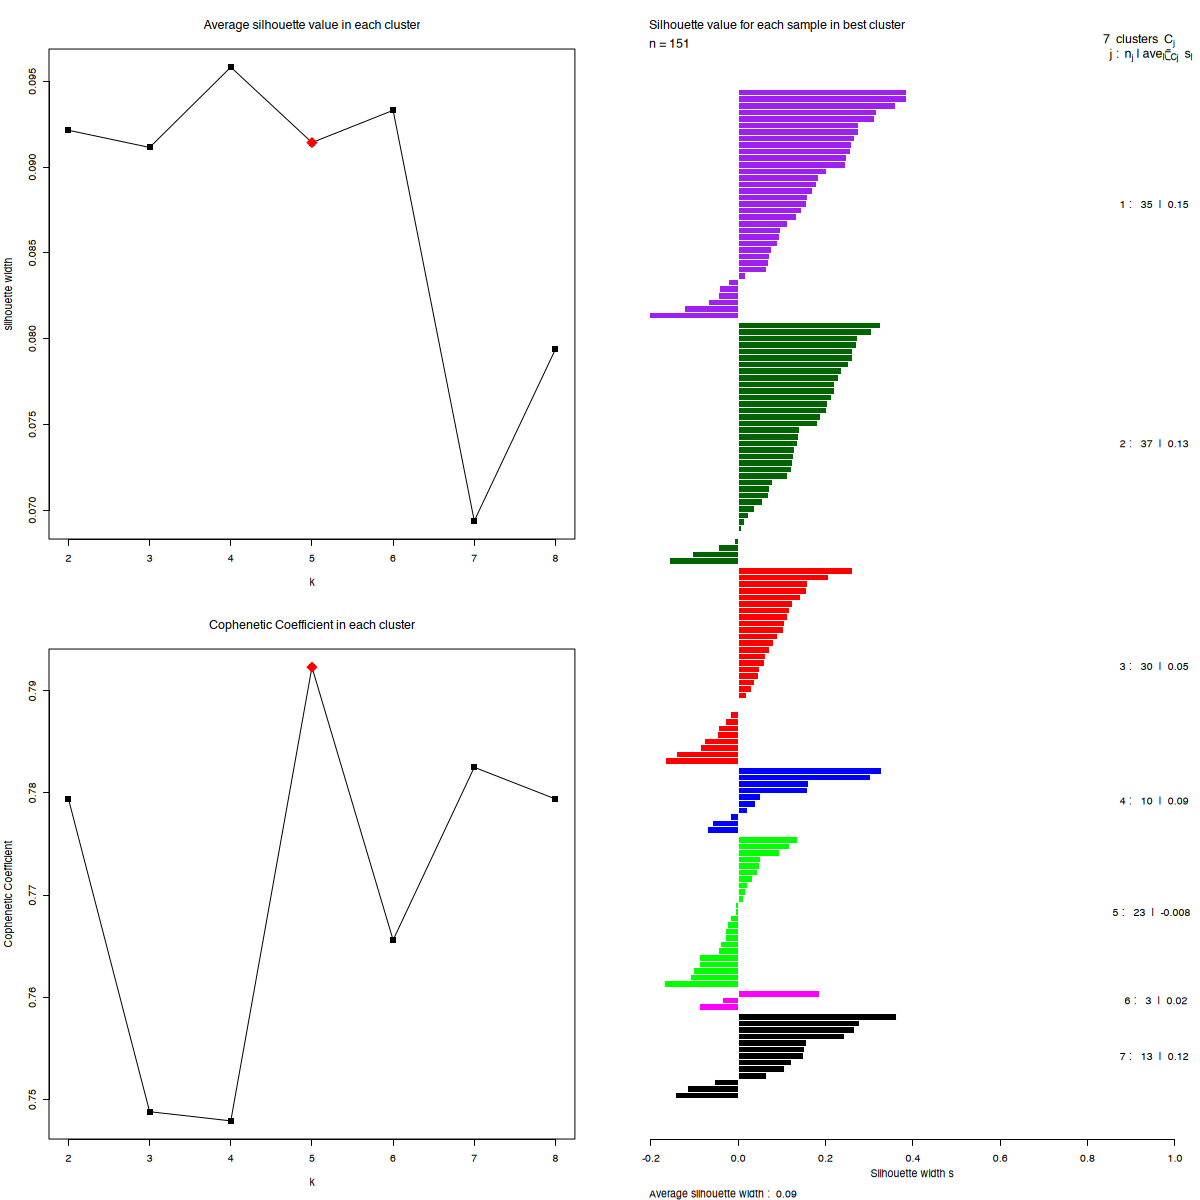 Average silhouette value in each cluster
silhouette width
0.095
0.090
0.085
0.080
0.075
0.070
2 3 4 5 6 7 8
k
Cophenetic Coefficient in each cluster
Cophenetic Coefficient
0.79
0.78
0.77
0.76
0.75
2 3 4 5 6 7 8
k
Silhouette value for each sample in best cluster
n = 151
7 clusters Cj
j : nj | avei∈Cj si
1 : 35 | 0.15
2 : 37 | 0.13
3 : 30 | 0.05
4 : 10 | 0.09
5 : 23 | -0.008
6 : 3 | 0.02
7 : 13 | 0.12
-0.2 0.0 0.2 0.4 0.6 0.8 1.0
Silhouette width s
Average silhouette width : 0.09